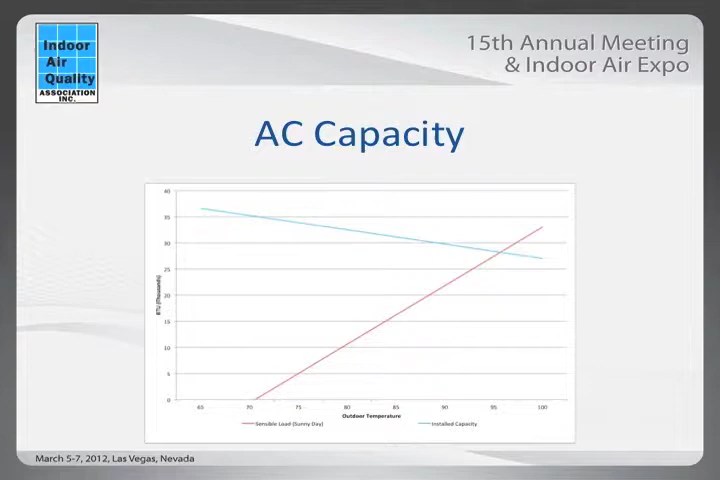 Indoor
Air
Quality
ASSOCIATION
INC.
15th Annual Meeting
& Indoor Air Expo
AC Capacity
40
35
30
25
20
15
10
5
0
BTU (Thousands)
65 70 75 80 85 90 95 100
Outdoor Temperature
Sensible Load (Sunny Day) Installed Capacity
March 5-7, 2012, Las Vegas, Nevada